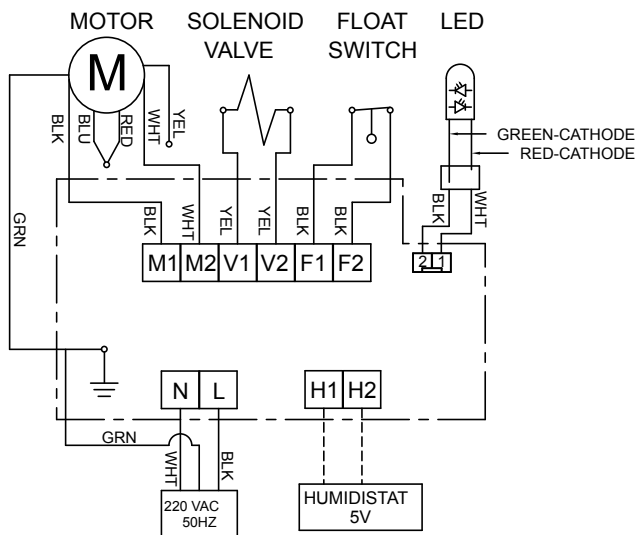 MOTOR
SOLENOID
VALVE
FLOAT
SWITCH
LED
M
BLK
BLU
RED
WHT
YEL
GREEN-CATHODE
RED-CATHODE
GRN
BLK
WHT
YEL
YEL
BLK
BLK
BLK
WHT
M1 M2 V1 V2 F1 F2
2 1
N L
H1 H2
GRN
WHT
BLK
220 VAC
50HZ
HUMIDISTAT
5V